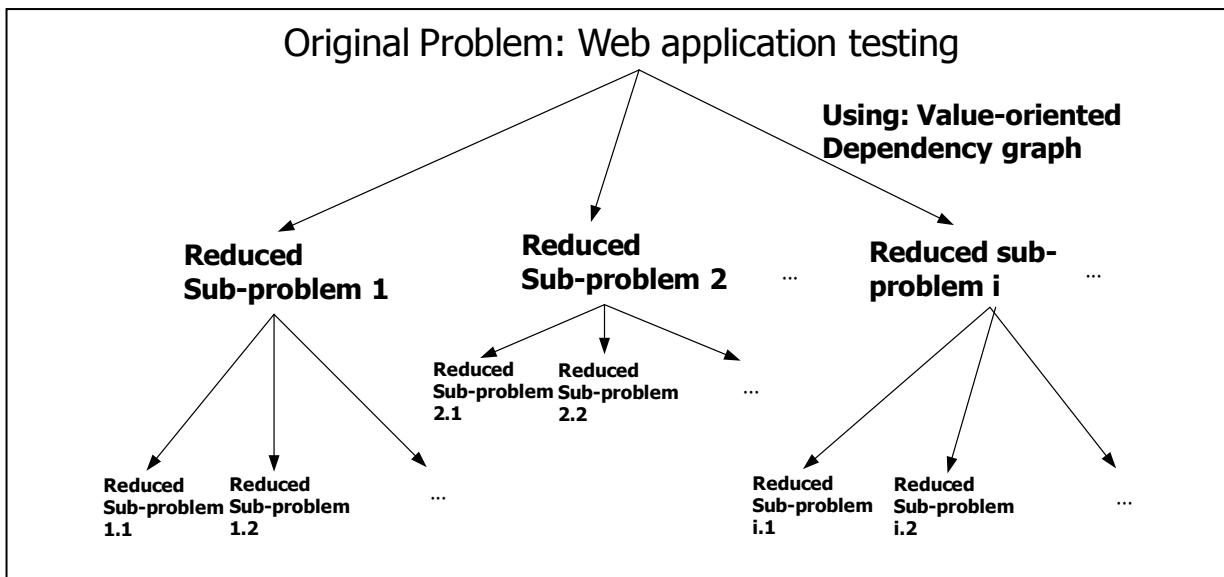 Original Problem: Web application testing
Using: Value-oriented
Dependency graph
Reduced
Sub-problem 1
Reduced
Sub-problem 2
...
Reduced sub-
problem i
...
Reduced
Sub-problem
2.1
Reduced
Sub-problem
2.2
...
Reduced
Sub-problem
1.1
Reduced
Sub-problem
1.2
...
Reduced
Sub-problem
i.1
Reduced
Sub-problem
i.2
...